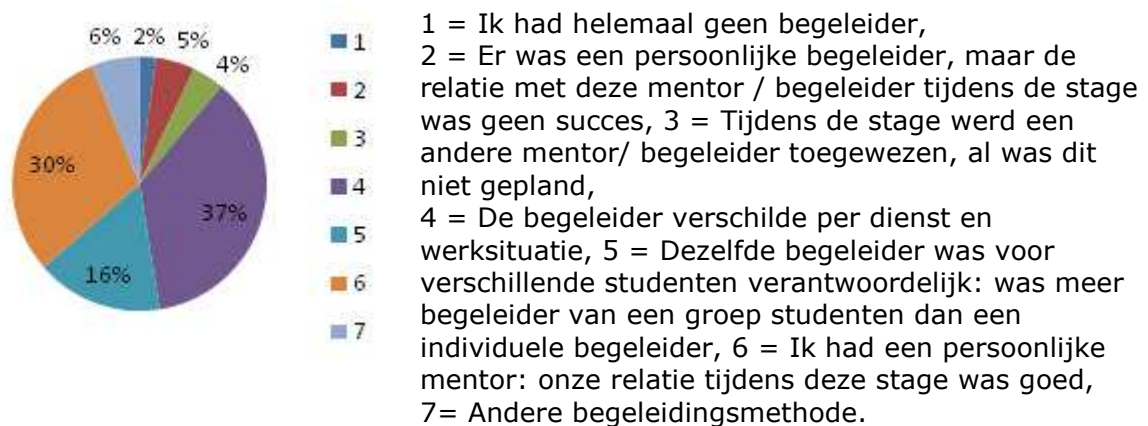 6% 2% 5%
4%
30%
37%
16%
1
2
3
4
5
6
7
1 = Ik had helemaal geen begeleider,
2 = Er was een persoonlijke begeleider, maar de
relatie met deze mentor / begeleider tijdens de stage
was geen succes, 3 = Tijdens de stage werd een
andere mentor/ begeleider toegewezen, al was dit
niet gepland,
4 = De begeleider verschilde per dienst en
werksituatie, 5 = Dezelfde begeleider was voor
verschillende studenten verantwoordelijk: was meer
begeleider van een groep studenten dan een
individuele begeleider, 6 = Ik had een persoonlijke
mentor: onze relatie tijdens deze stage was goed,
7= Andere begeleidingsmethode.